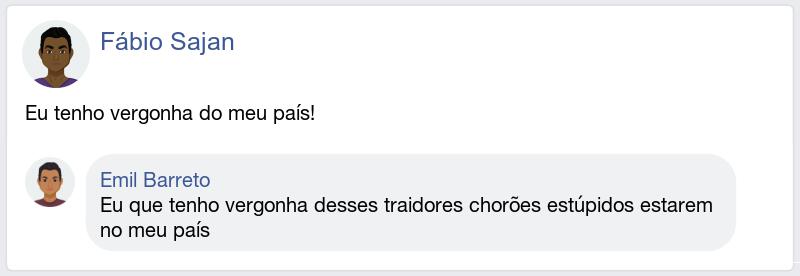 Fábio Sajan
Eu tenho vergonha do meu país!
Emil Barreto
Eu que tenho vergonha desses traidores chorões estúpidos estarem
no meu país